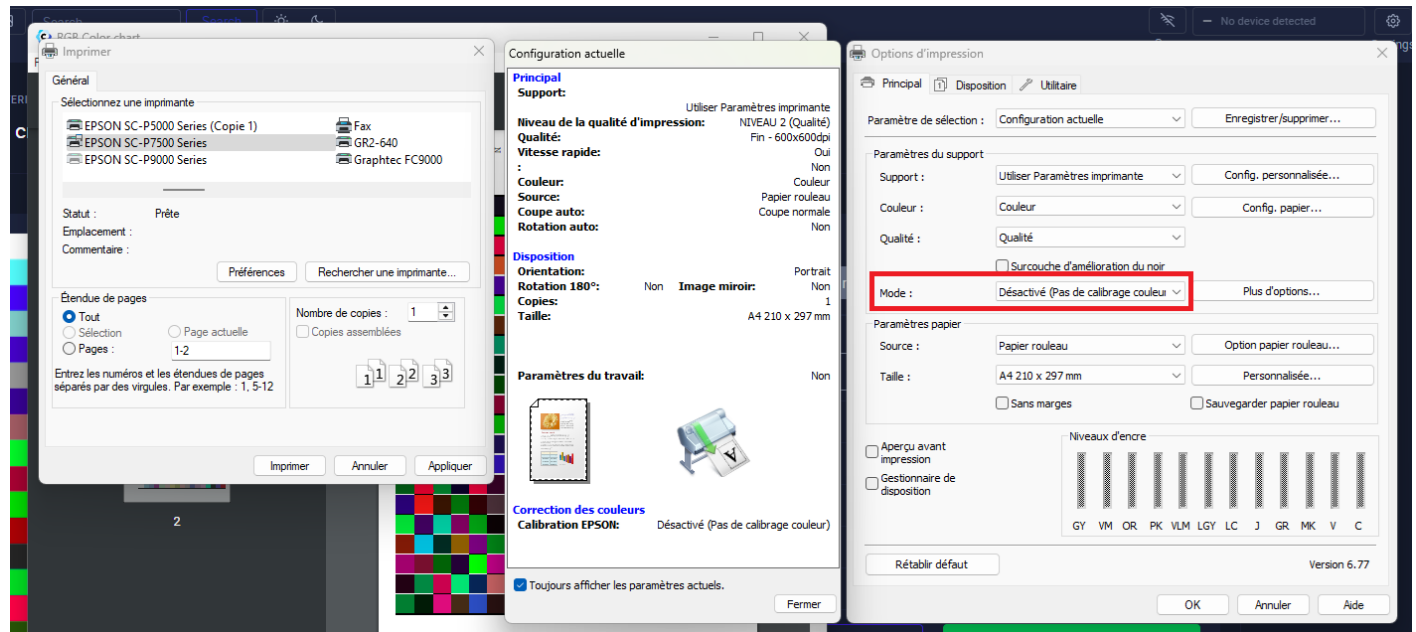 Search
Search
No device detected
RGB Color chart
Imprimer
Général
Sélectionnez une imprimante
EPSON SC-P5000 Series (Copie 1)
Fax
EPSON SC-P7500 Series
GR2-640
EPSON SC-P9000 Series
Graphtec FC9000
Statut : Prête
Emplacement :
Commentaire :
Préférences
Rechercher une imprimante...
Étendue de pages
Tout
Sélection
Page actuelle
Pages :
1-2
Entrez les numéros et les étendues de pages
séparés par des virgules. Par exemple : 1, 5-12
Nombre de copies : 1
Copies assemblées
1 1 2 2 3 3
Imprimer
Annuler
Appliquer
2
Configuration actuelle
Principal
Support:
Utiliser Paramètres imprimante
Niveau de la qualité d'impression: NIVEAU 2 (Qualité)
Qualité: Fin - 600x600dpi
Vitesse rapide: Oui
: Non
Couleur: Couleur
Source: Papier rouleau
Coupe auto: Coupe normale
Rotation auto: Non
Disposition
Orientation: Portrait
Rotation 180°: Non Image miroir: Non
Copies: 1
Taille: A4 210 x 297 mm
Paramètres du travail: Non
A
Correction des couleurs
Calibration EPSON: Désactivé (Pas de calibrage couleur)
Toujours afficher les paramètres actuels.
Fermer
Options d'impression
Principal
1 Disposition
Utilitaire
Paramètre de sélection : Configuration actuelle
Enregistrer/supprimer...
Paramètres du support
Support : Utiliser Paramètres imprimante
Config. personnalisée...
Couleur : Couleur
Config. papier...
Qualité : Qualité
Surcouche d'amélioration du noir
Mode : Désactivé (Pas de calibrage couleu
Plus d'options...
Paramètres papier
Source : Papier rouleau
Option papier rouleau...
Taille : A4 210 x 297 mm
Personnalisée...
Sans marges
Sauvegarder papier rouleau
Aperçu avant
impression
Gestionnaire de
disposition
Niveaux d'encre
GY VM OR PK VLM LGY LC J GR MK V C
Rétablir défaut
Version 6.77
OK
Annuler
Aide